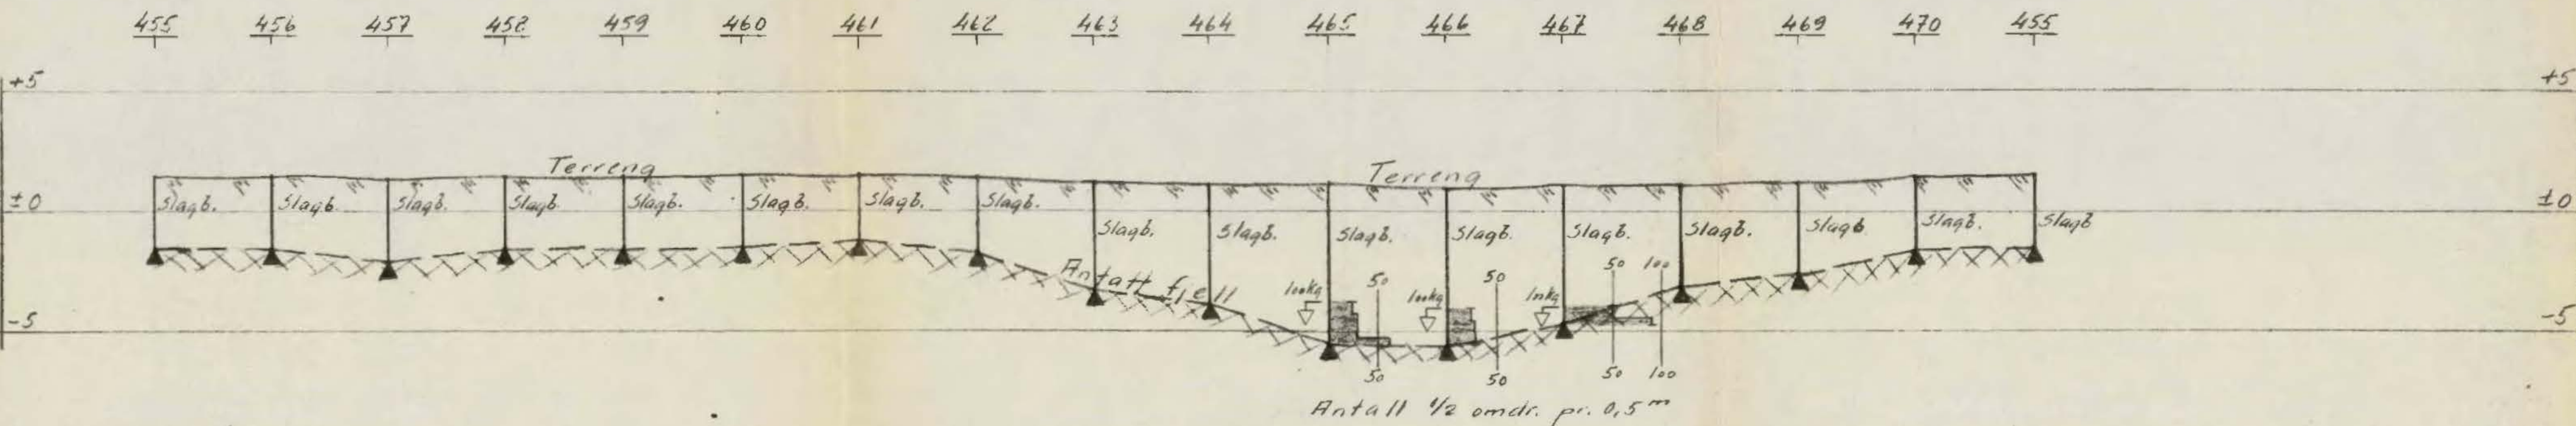 455 456 457 458 459 460 461 462 463 464 465 466 467 468 469 470 455
+5 +5
Terreng Terreng
±0 Slagb. Slagb. Slagb. Slagb. Slagb. Slagb. Slagb. Slagb. ±0
Slagb. Slagb. Slagb. Slagb. Slagb. Slagb. Slagb Slagb. Slagb
Antatt fjell
100kg 50 100kg 50 100kg 50 100
-5 -5
50 50 50 100
Antall 1/2 omdr. pr. 0,5 m